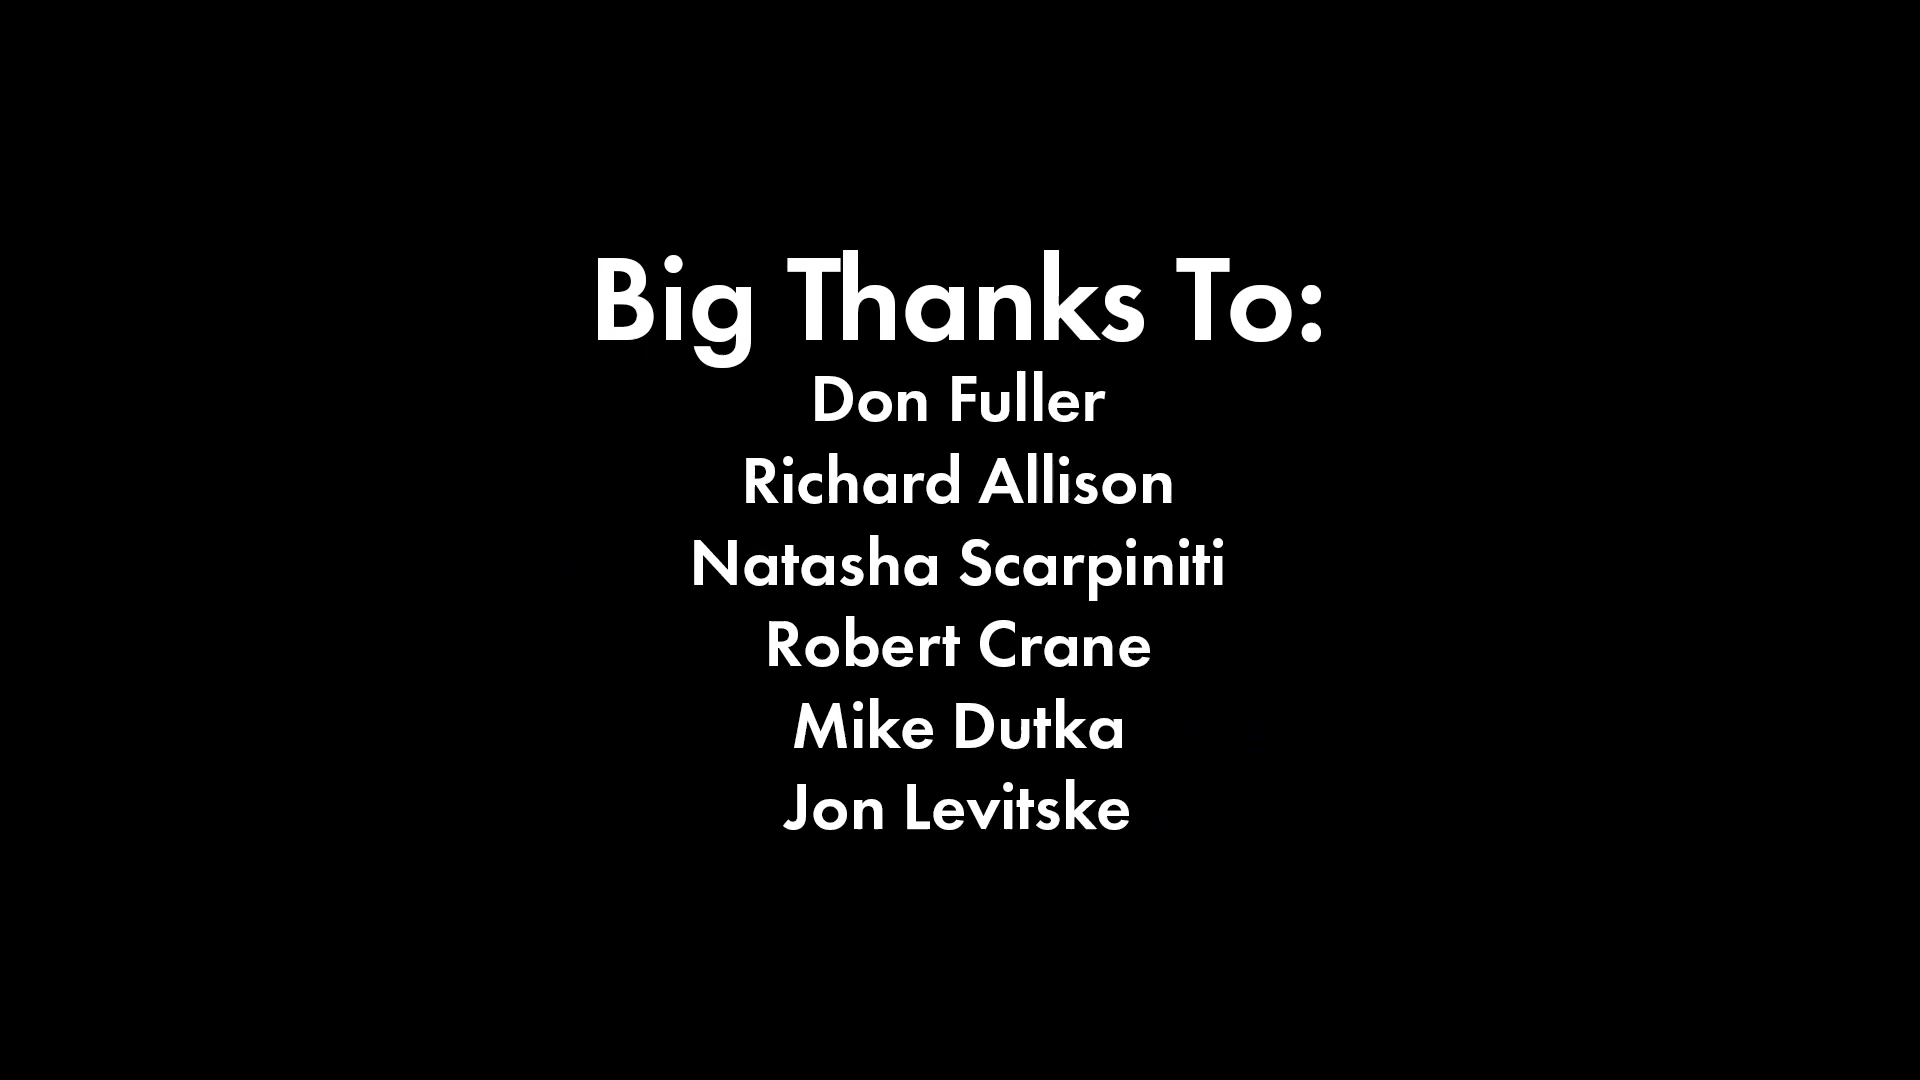 Big Thanks To:
Don Fuller
Richard Allison
Natasha Scarpiniti
Robert Crane
Mike Dutka
Jon Levitske